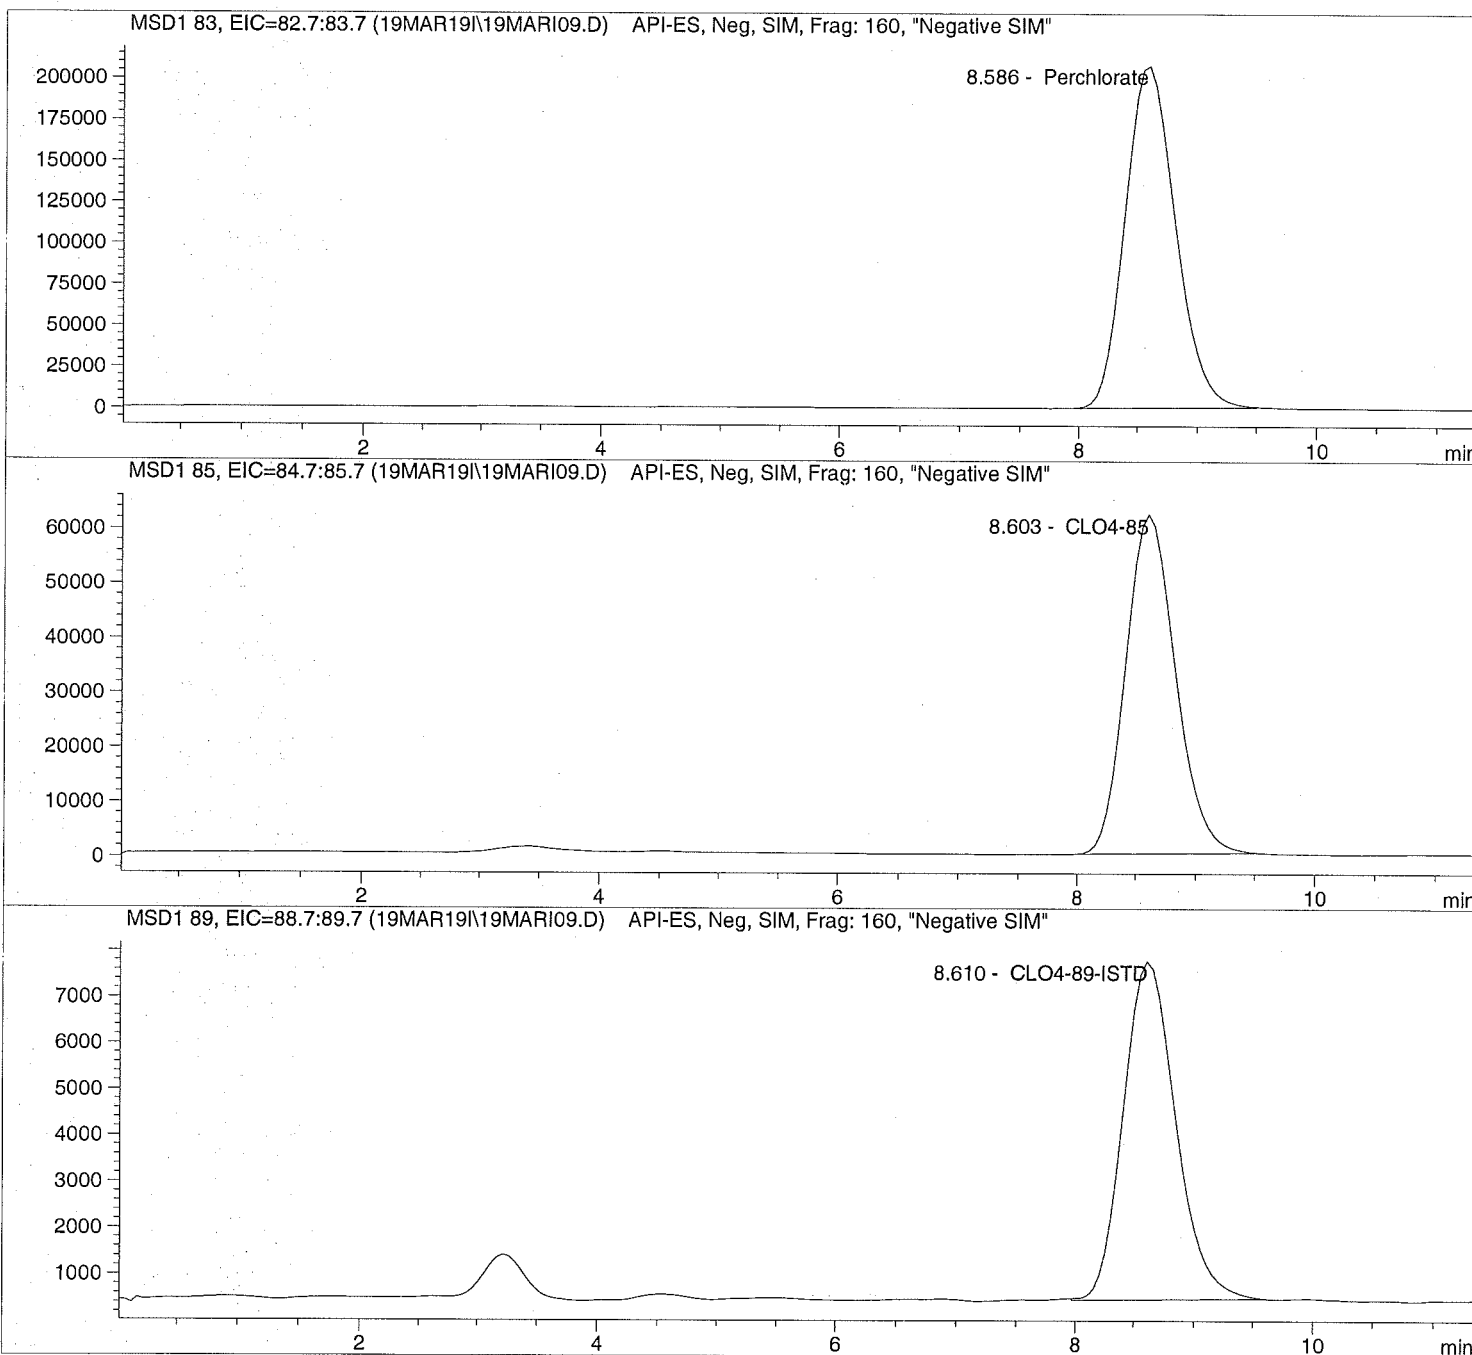 MSD1 83, EIC=82.7:83.7 (19MAR19I\19MARI09.D) API-ES, Neg, SIM, Frag: 160, "Negative SIM"
200000
8.586 - Perchlorate
175000
150000
125000
100000
75000
50000
25000
0
2 4 6 8 10 min
MSD1 85, EIC=84.7:85.7 (19MAR19I\19MARI09.D) API-ES, Neg, SIM, Frag: 160, "Negative SIM"
60000
8.603 - CLO4-85
50000
40000
30000
20000
10000
0
2 4 6 8 10 min
MSD1 89, EIC=88.7:89.7 (19MAR19I\19MARI09.D) API-ES, Neg, SIM, Frag: 160, "Negative SIM"
8.610 - CLO4-89-ISTD
7000
6000
5000
4000
3000
2000
1000
2 4 6 8 10 min